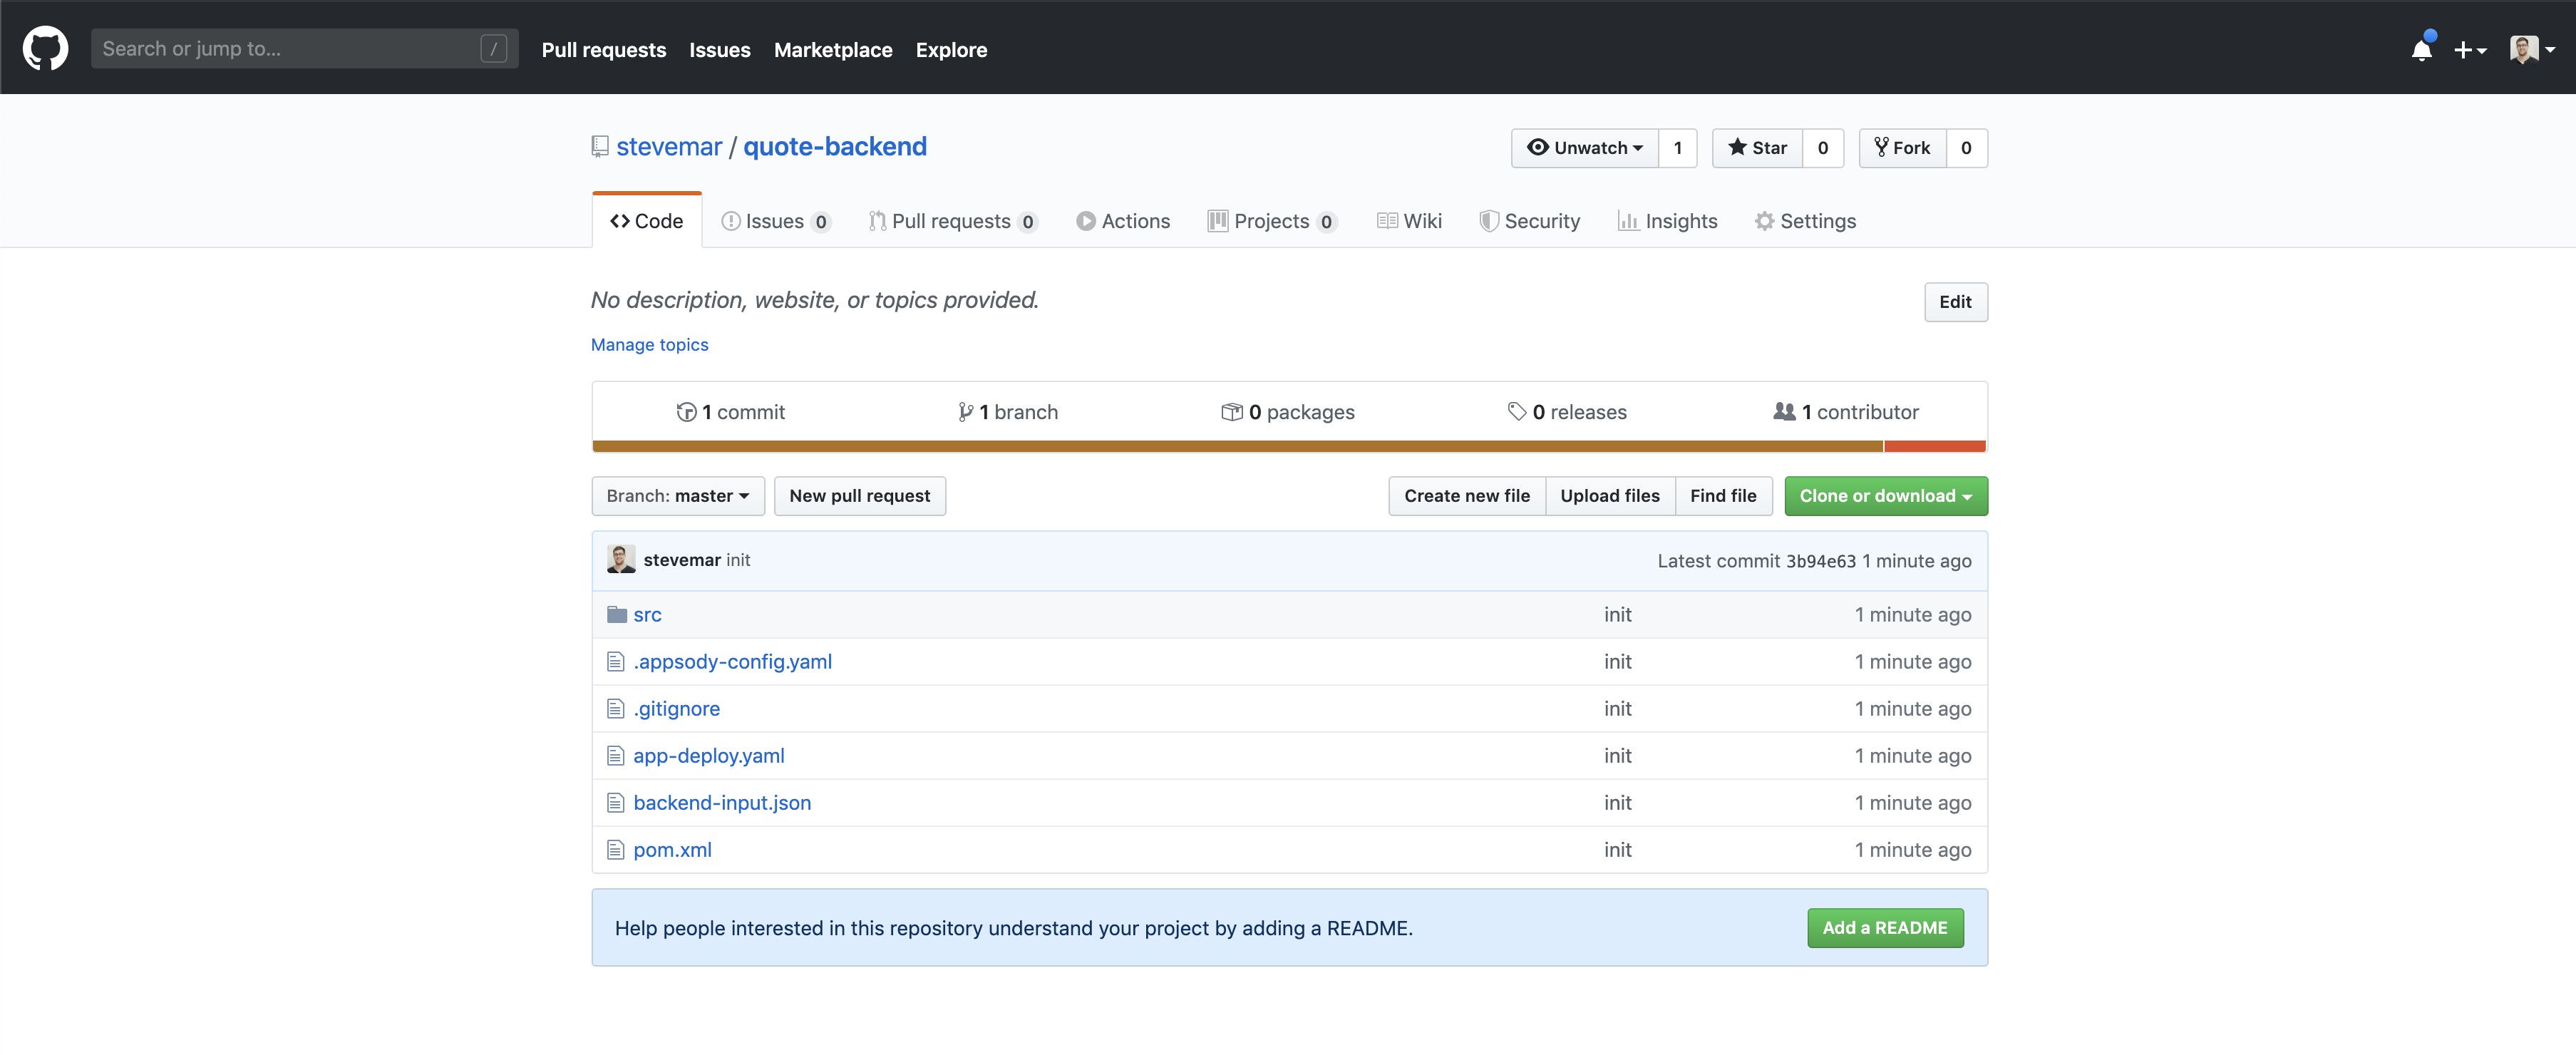 Search or jump to... / Pull requests Issues Marketplace Explore
stevemar / quote-backend Unwatch 1 Star 0 Fork 0
Code Issues 0 Pull requests 0 Actions Projects 0 Wiki Security Insights Settings
No description, website, or topics provided. Edit
Manage topics
1 commit 1 branch 0 packages 0 releases 1 contributor
Branch: master New pull request Create new file Upload files Find file Clone or download
stevemar init Latest commit 3b94e63 1 minute ago
src init 1 minute ago
.appsody-config.yaml init 1 minute ago
.gitignore init 1 minute ago
app-deploy.yaml init 1 minute ago
backend-input.json init 1 minute ago
pom.xml init 1 minute ago
Help people interested in this repository understand your project by adding a README. Add a README